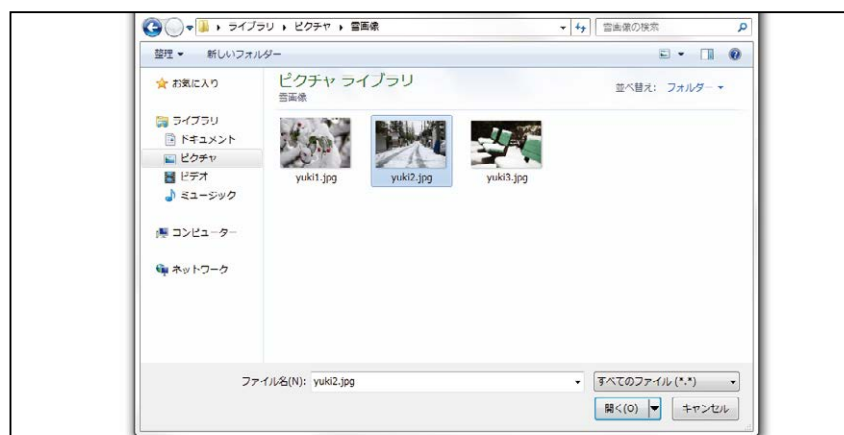 ライブラリ ▸ ピクチャ ▸ 雪画像
雪画像の検索
整理 ▼ 新しいフォルダー
お気に入り
ライブラリ
ドキュメント
ピクチャ
ビデオ
ミュージック
コンピューター
ネットワーク
ピクチャ ライブラリ
雪画像
並べ替え: フォルダー ▼
yuki1.jpg
yuki2.jpg
yuki3.jpg
ファイル名(N): yuki2.jpg
すべてのファイル (*.*)
開く(O)
キャンセル